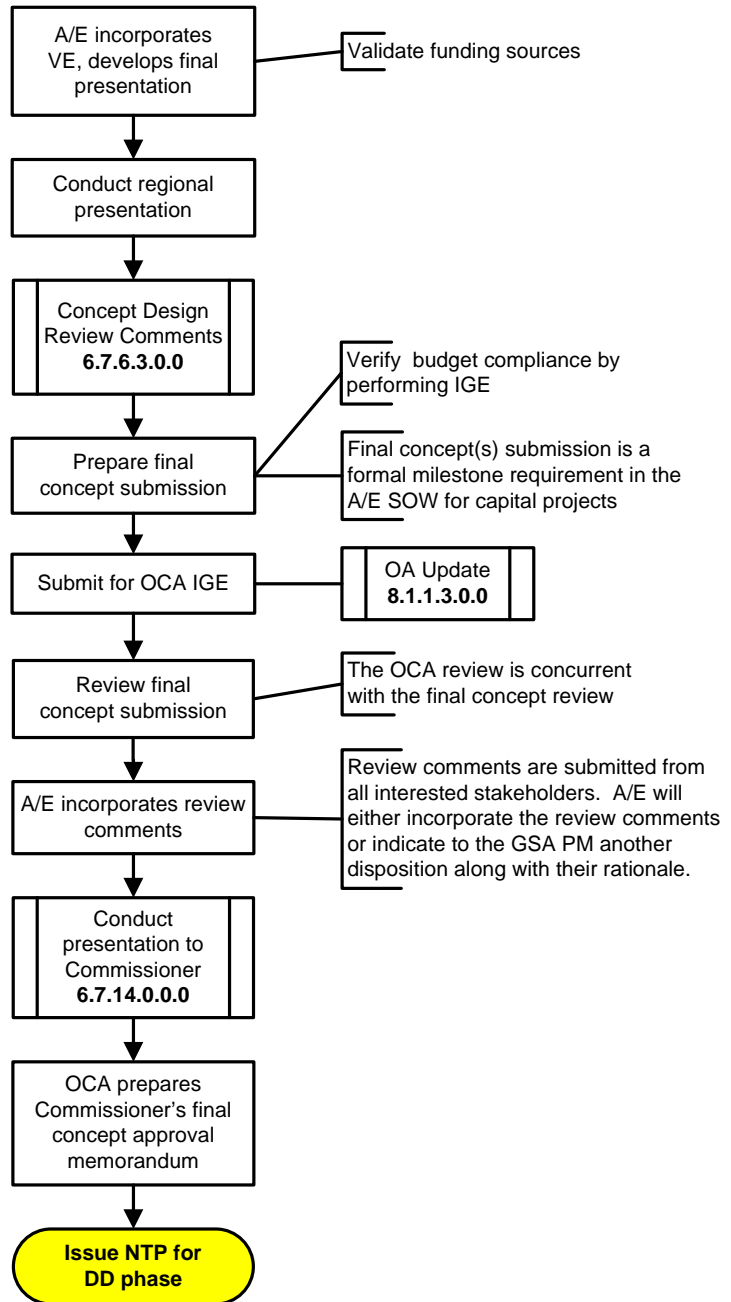 A/E incorporates
VE, develops final
presentation
Validate funding sources
Conduct regional
presentation
Concept Design
Review Comments
6.7.6.3.0.0
Verify  budget compliance by
performing IGE
Prepare final
concept submission
Final concept(s) submission is a
formal milestone requirement in the
A/E SOW for capital projects
Submit for OCA IGE
OA Update
8.1.1.3.0.0
Review final
concept submission
The OCA review is concurrent
with the final concept review
A/E incorporates review
comments
Review comments are submitted from
all interested stakeholders.  A/E will
either incorporate the review comments
or indicate to the GSA PM another
disposition along with their rationale.
Conduct
presentation to
Commissioner
6.7.14.0.0.0
OCA prepares
Commissioner's final
concept approval
memorandum
Issue NTP for
DD phase